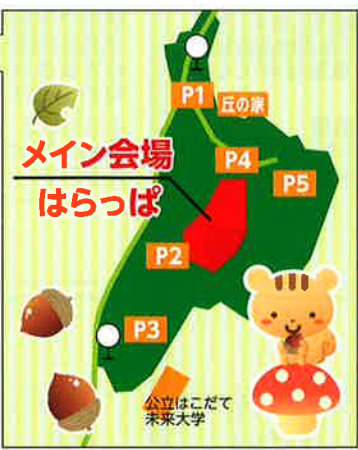 P1
丘の家
P4
メイン会場
はらっぱ
P5
P2
P3
公立はこだて
未来大学